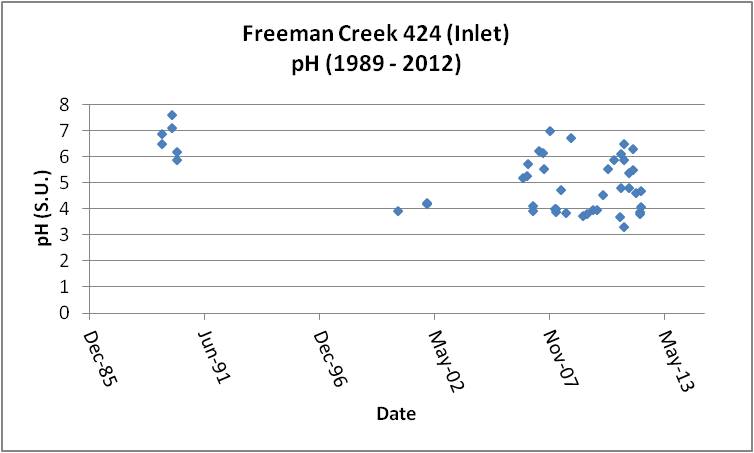 Freeman Creek 424 (Inlet)
pH (1989 - 2012)
pH (S.U.)
8
7
6
5
4
3
2
1
0
Dec-85
Jun-91
Dec-96
May-02
Nov-07
May-13
Date